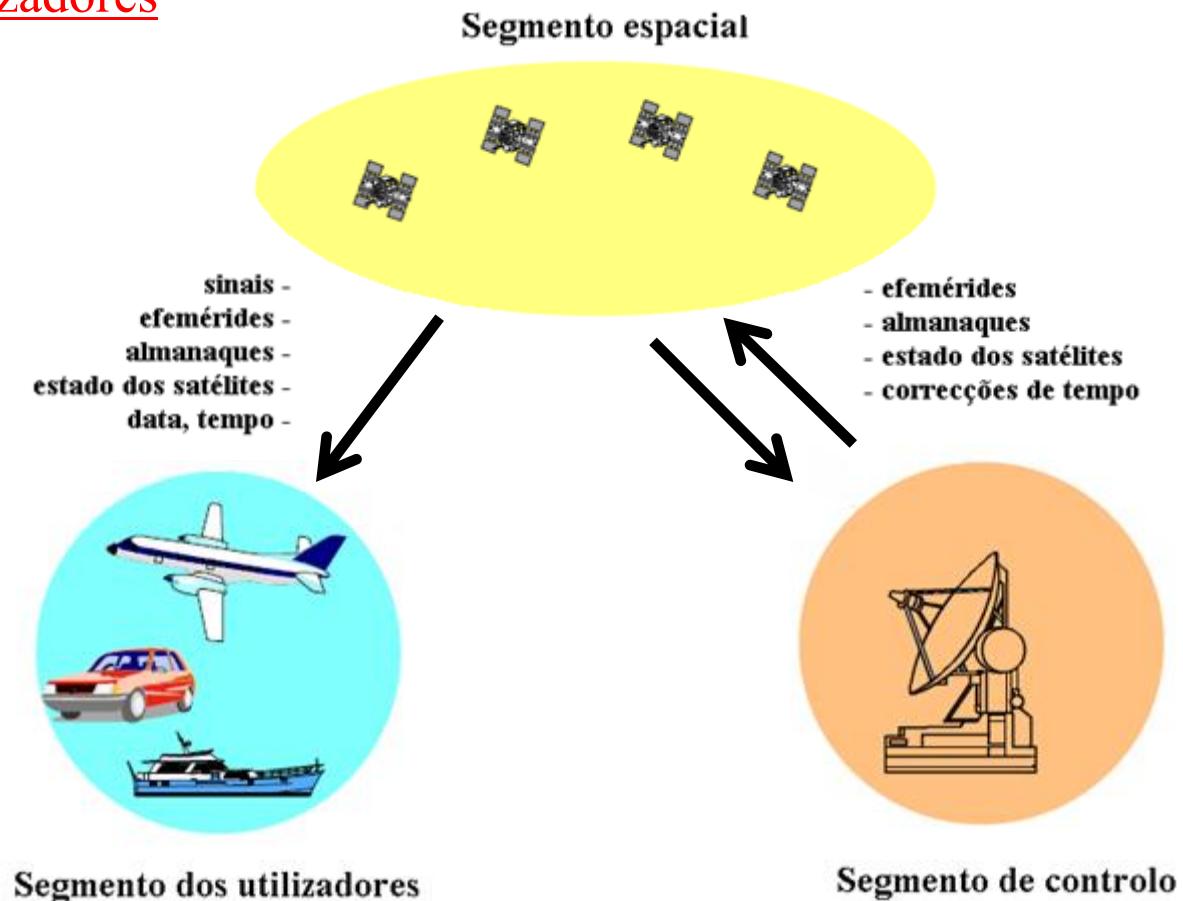 izadores
Segmento espacial
sinais -
efemérides -
almanaques -
estado dos satélites -
data, tempo -
- efemérides
- almanaques
- estado dos satélites
- correcções de tempo
Segmento dos utilizadores
Segmento de controlo